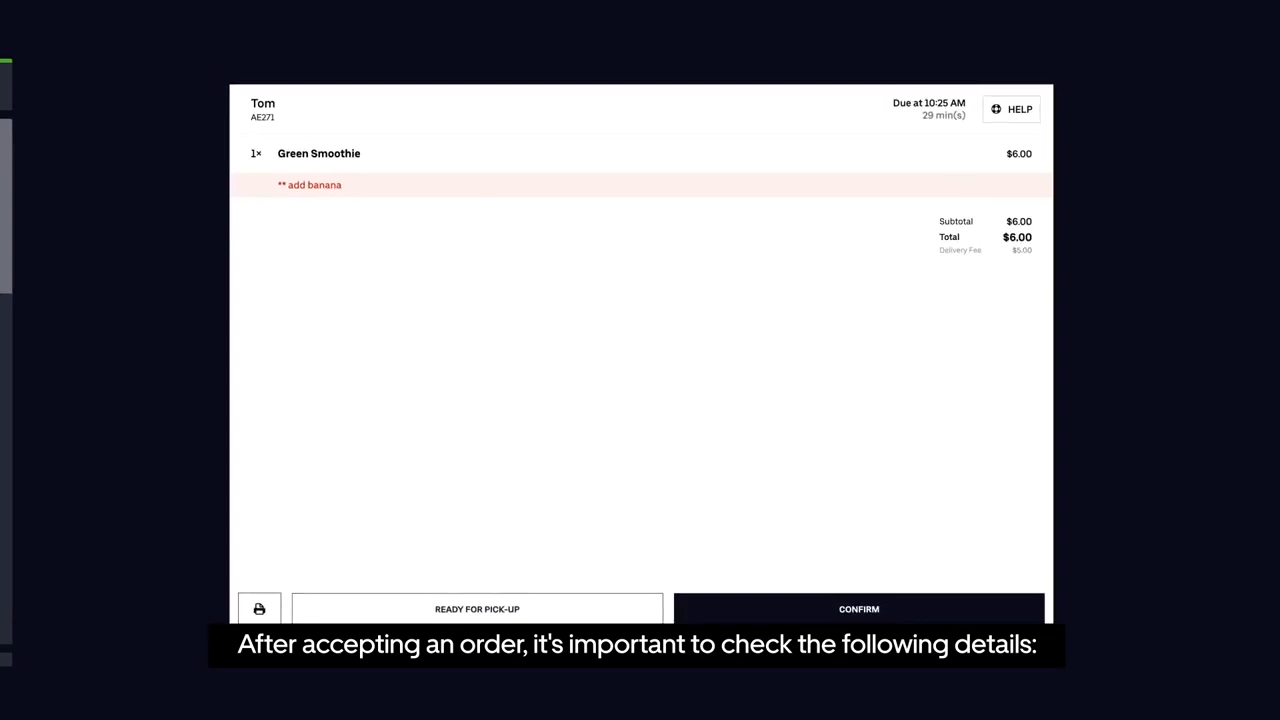 Tom
Due at 10:25 AM
HELP
AE271
29 min(s)
1× Green Smoothie $6.00
** add banana
Subtotal $6.00
Total $6.00
Delivery Fee $5.00
READY FOR PICK-UP
CONFIRM
After accepting an order, it's important to check the following details: